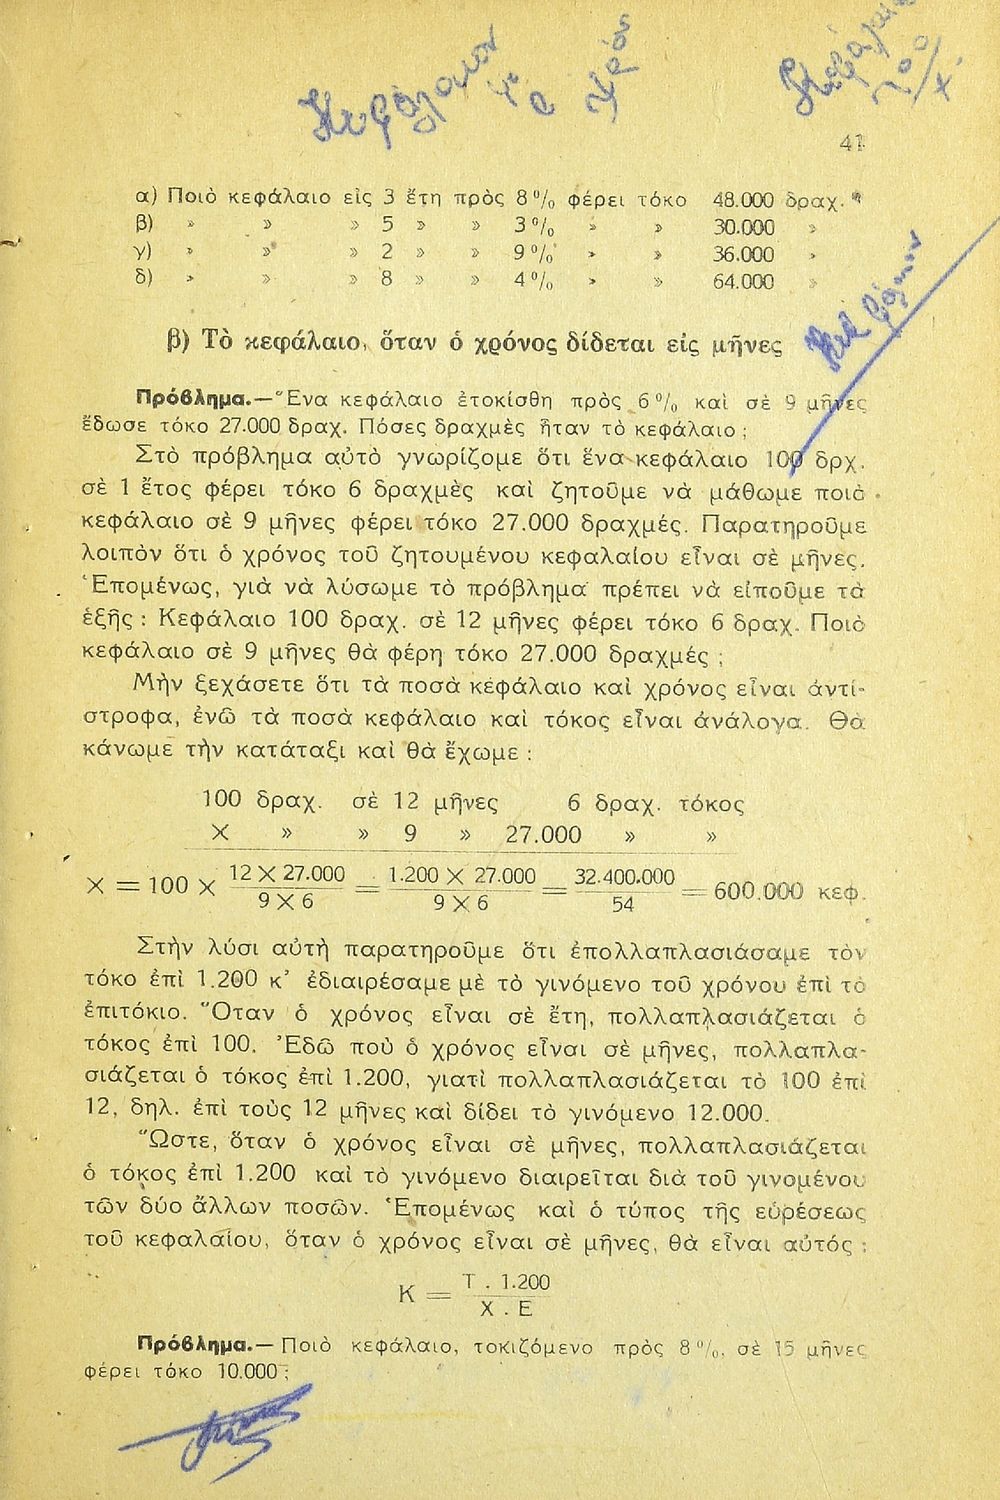 41
α) Ποιὸ κεφάλαιο εἰς 3 ἔτη πρὸς 8 % φέρει τόκο 48.000 δραχ.
β) » » » 5 » » 3 % » » 30.000 »
γ) » » » 2 » » 9 % » » 36.000 »
δ) » » » 8 » » 4 % » » 64.000 »
β) Τὸ κεφάλαιο, ὅταν ὁ χρόνος δίδεται εἰς μῆνες
Πρόβλημα.—Ἕνα κεφάλαιο ἐτοκίσθη πρὸς 6 % καὶ σὲ 9 μῆνες
ἔδωσε τόκο 27.000 δραχ. Πόσες δραχμὲς ἦταν τὸ κεφάλαιο ;
Στὸ πρόβλημα αὐτὸ γνωρίζομε ὅτι ἕνα κεφάλαιο 100 δρχ.
σὲ 1 ἔτος φέρει τόκο 6 δραχμὲς καὶ ζητοῦμε νὰ μάθωμε ποιὸ
κεφάλαιο σὲ 9 μῆνες φέρει τόκο 27.000 δραχμές. Παρατηροῦμε
λοιπὸν ὅτι ὁ χρόνος τοῦ ζητουμένου κεφαλαίου εἶναι σὲ μῆνες.
Ἑπομένως, γιὰ νὰ λύσωμε τὸ πρόβλημα πρέπει νὰ εἰποῦμε τὰ
ἑξῆς : Κεφάλαιο 100 δραχ. σὲ 12 μῆνες φέρει τόκο 6 δραχ. Ποιὸ
κεφάλαιο σὲ 9 μῆνες θὰ φέρη τόκο 27.000 δραχμές ;
Μὴν ξεχάσετε ὅτι τὰ ποσὰ κεφάλαιο καὶ χρόνος εἶναι ἀντί-
στροφα, ἐνῶ τὰ ποσὰ κεφάλαιο καὶ τόκος εἶναι ἀνάλογα. Θὰ
κάνωμε τὴν κατάταξι καὶ θὰ ἔχωμε :
100 δραχ. σὲ 12 μῆνες 6 δραχ. τόκος
Χ » » 9 » 27.000 » »
Χ = 100 × 12 × 27.000 / 9 × 6 = 1.200 × 27.000 / 9 × 6 = 32.400.000 / 54 = 600.000 κεφ.
Στὴν λύσι αὐτὴ παρατηροῦμε ὅτι ἐπολλαπλασιάσαμε τὸν
τόκο ἐπὶ 1.200 κ' ἐδιαιρέσαμε μὲ τὸ γινόμενο τοῦ χρόνου ἐπὶ τὸ
ἐπιτόκιο. Ὅταν ὁ χρόνος εἶναι σὲ ἔτη, πολλαπλασιάζεται ὁ
τόκος ἐπὶ 100. Ἐδῶ ποὺ ὁ χρόνος εἶναι σὲ μῆνες, πολλαπλα-
σιάζεται ὁ τόκος ἐπὶ 1.200, γιατὶ πολλαπλασιάζεται τὸ 100 ἐπὶ
12, δηλ. ἐπὶ τοὺς 12 μῆνες καὶ δίδει τὸ γινόμενο 12.000.
Ὥστε, ὅταν ὁ χρόνος εἶναι σὲ μῆνες, πολλαπλασιάζεται
ὁ τόκος ἐπὶ 1.200 καὶ τὸ γινόμενο διαιρεῖται διὰ τοῦ γινομένου
τῶν δύο ἄλλων ποσῶν. Ἑπομένως καὶ ὁ τύπος τῆς εὑρέσεως
τοῦ κεφαλαίου, ὅταν ὁ χρόνος εἶναι σὲ μῆνες, θὰ εἶναι αὐτός :
Κ = Τ . 1.200 / Χ . Ε
Πρόβλημα.— Ποιὸ κεφάλαιο, τοκιζόμενο πρὸς 8 %, σὲ 15 μῆνες
φέρει τόκο 10.000 ;